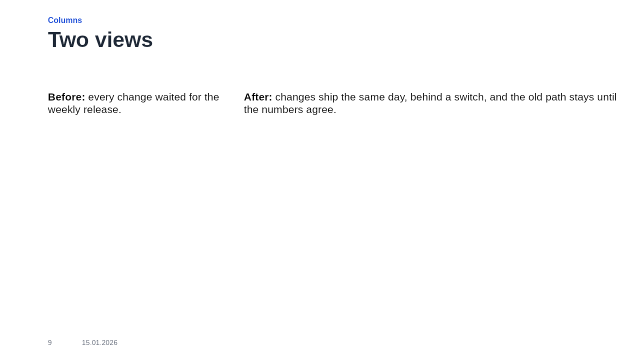 Columns
Two views
Before: every change waited for the
weekly release.
After: changes ship the same day, behind a switch, and the old path stays until
the numbers agree.
9
15.01.2026